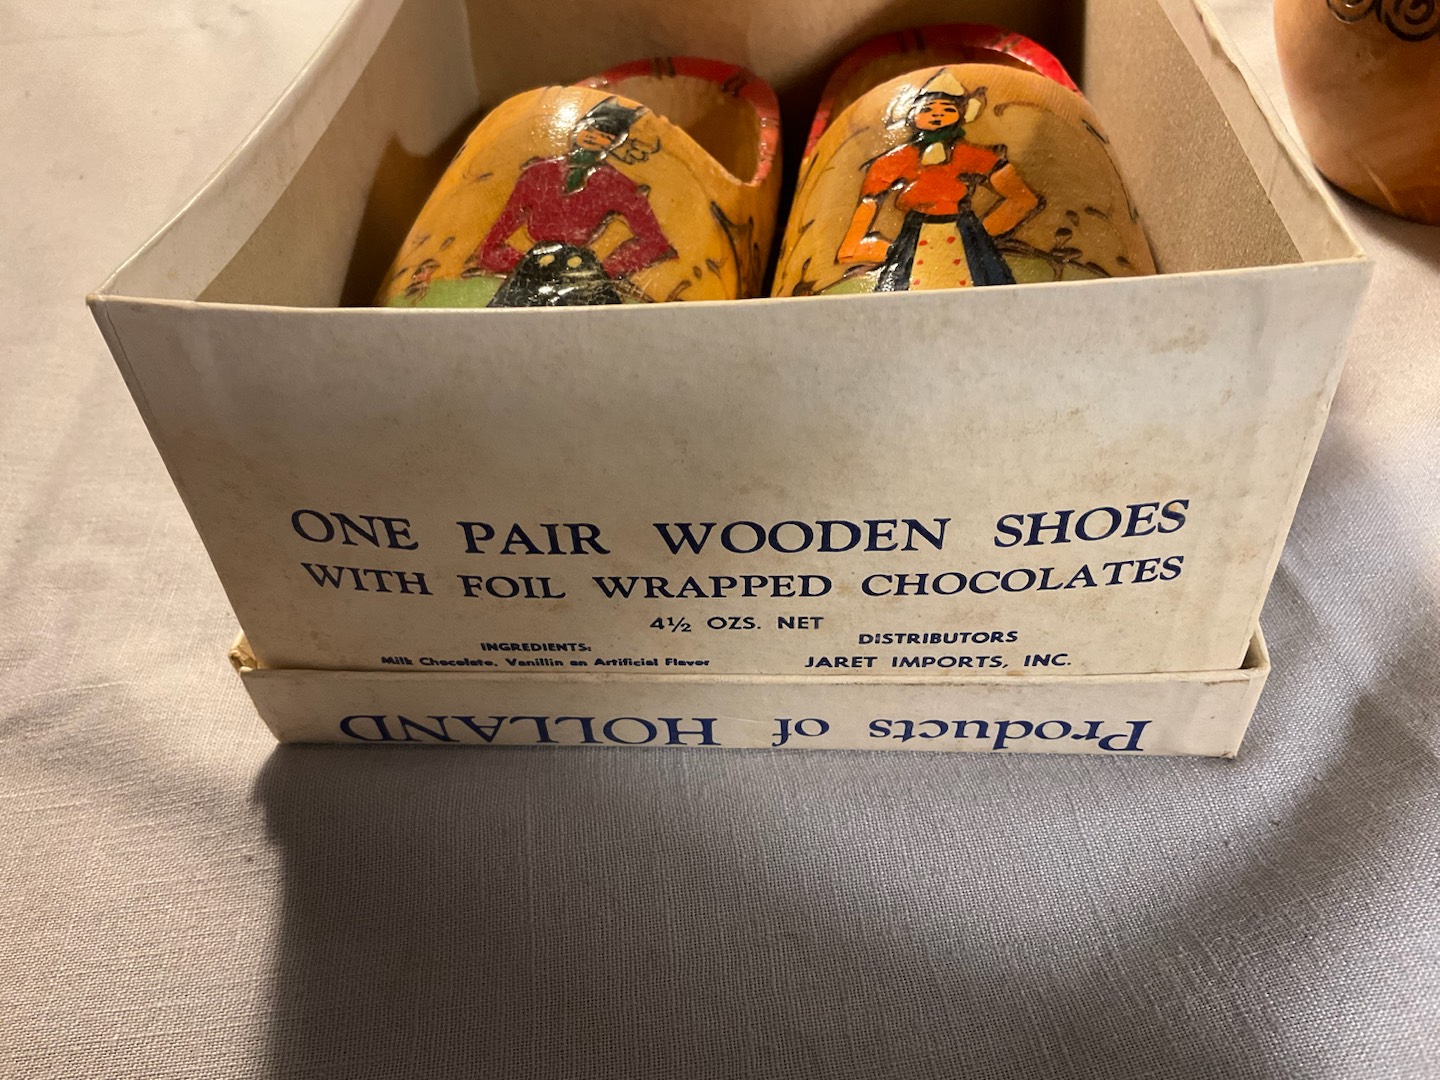 ONE PAIR WOODEN SHOES
WITH FOIL WRAPPED CHOCOLATES
4½ OZS. NET
INGREDIENTS:
Milk Chocolate, Vanillin an Artificial Flavor
DISTRIBUTORS
JARET IMPORTS, INC.
Products of HOLLAND